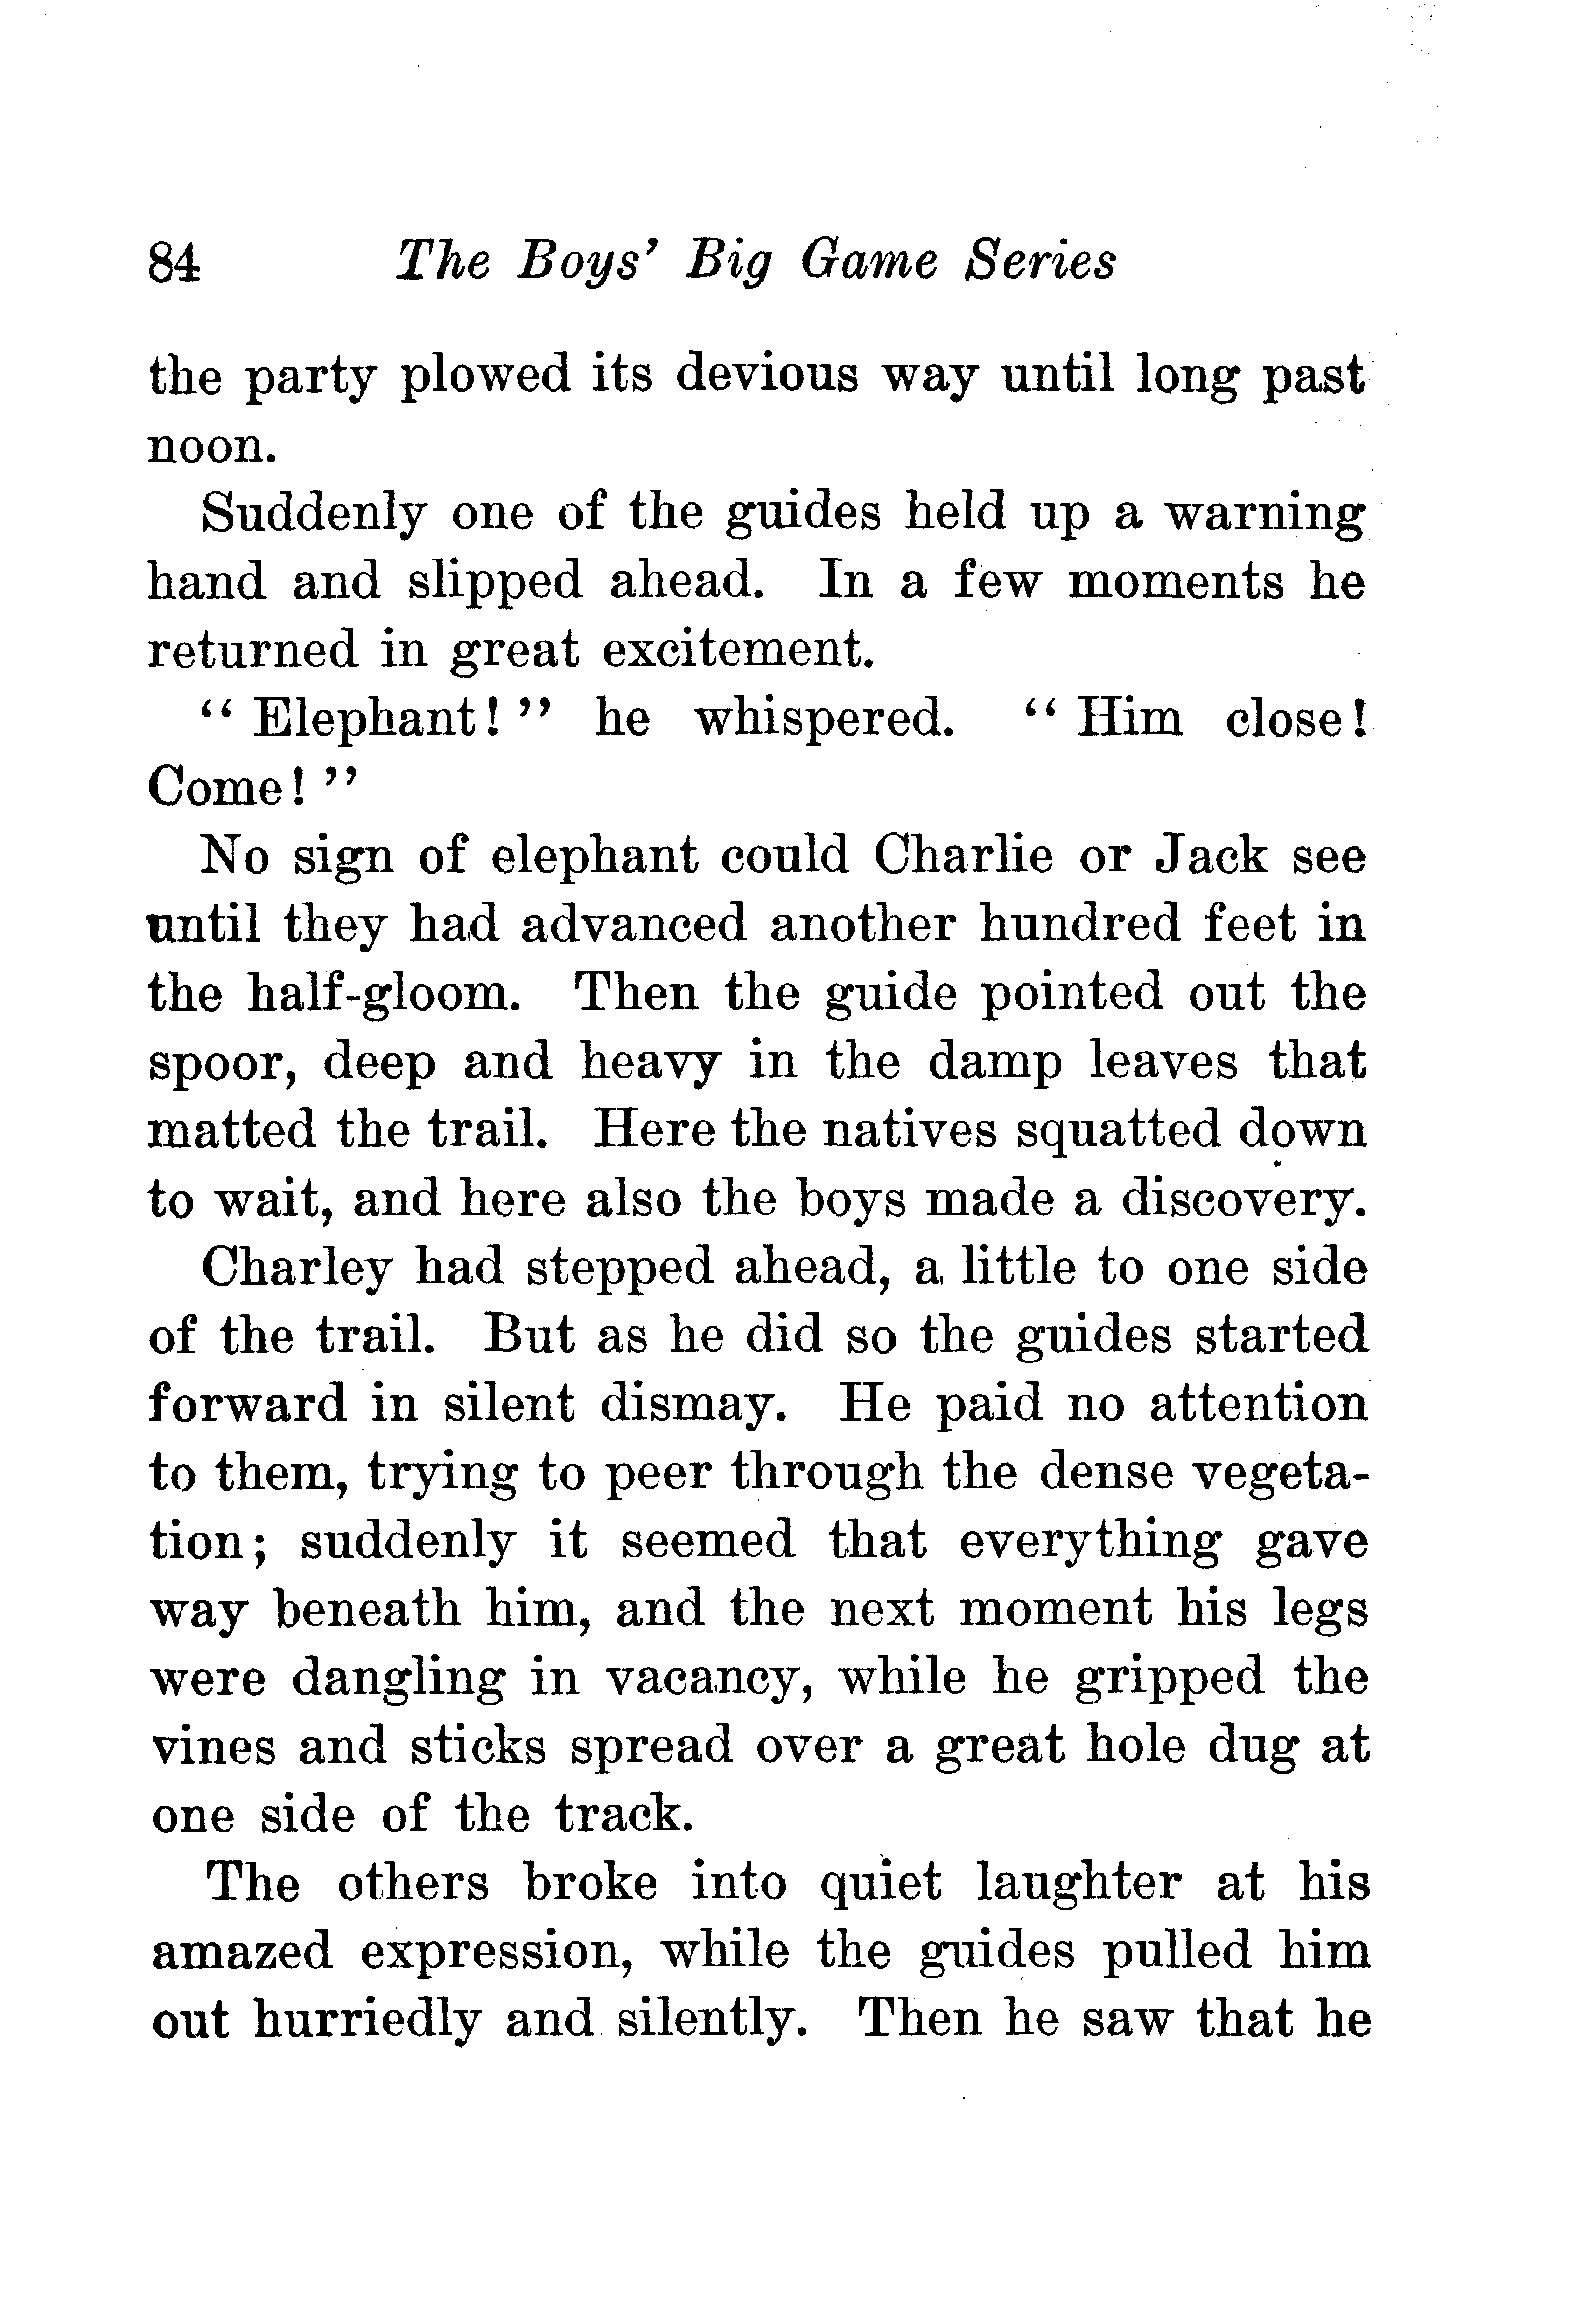 84 The Boys' Big Game Series
the party plowed its devious way until long past
noon.
Suddenly one of the guides held up a warning
hand and slipped ahead. In a few moments he
returned in great excitement.
"Elephant!" he whispered. "Him close!
Come!"
No sign of elephant could Charlie or Jack see
until they had advanced another hundred feet in
the half-gloom. Then the guide pointed out the
spoor, deep and heavy in the damp leaves that
matted the trail. Here the natives squatted down
to wait, and here also the boys made a discovery.
Charley had stepped ahead, a little to one side
of the trail. But as he did so the guides started
forward in silent dismay. He paid no attention
to them, trying to peer through the dense vegeta-
tion; suddenly it seemed that everything gave
way beneath him, and the next moment his legs
were dangling in vacancy, while he gripped the
vines and sticks spread over a great hole dug at
one side of the track.
The others broke into quiet laughter at his
amazed expression, while the guides pulled him
out hurriedly and silently. Then he saw that he